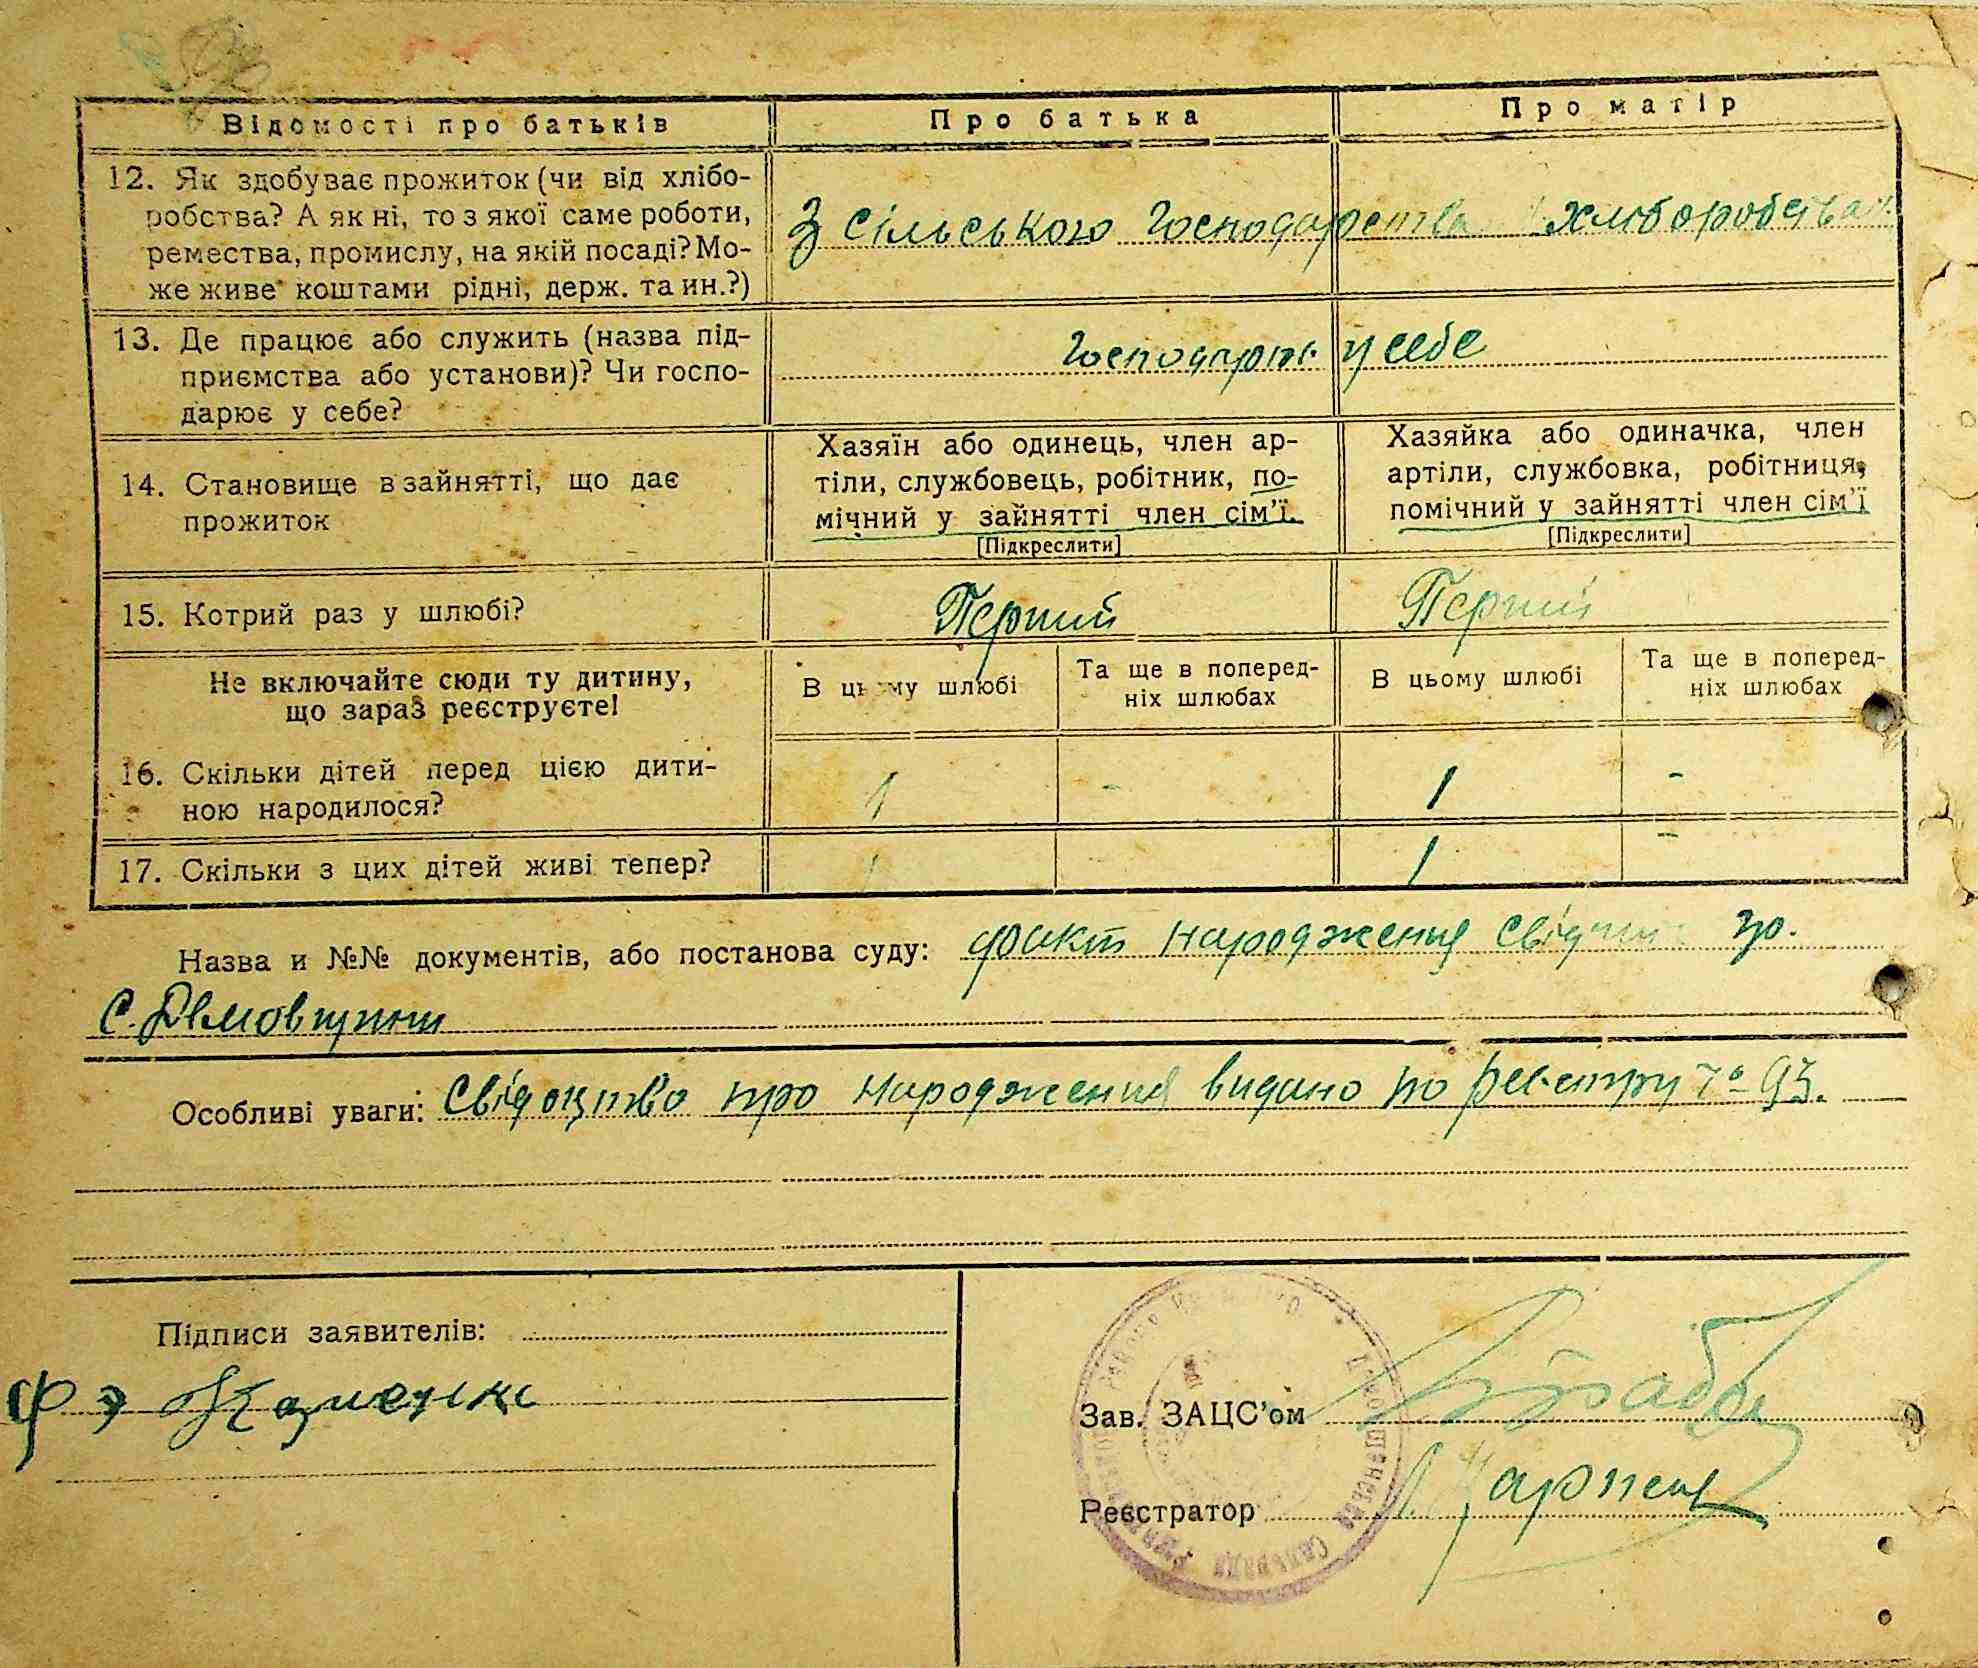 Відомості про батьків Про батька Про матір
12. Як здобуває прожиток (чи від хлібо-
робства? А як ні, то з якої саме роботи,
ремества, промислу, на якій посаді? Мо-
же живе коштами рідні, держ. та ин.?)
З сільського господарства хліборобства
13. Де працює або служить (назва під-
приємства або установи)? Чи госпо-
дарює у себе?
у себе
14. Становище в зайнятті, що дає
прожиток
Хазяїн або одинець, член ар-
тіли, службовець, робітник, по-
мічний у зайнятті член сім'ї.
[Підкреслити]
Хазяйка або одиначка, член
артіли, службовка, робітниця,
помічний у зайнятті член сім'ї
[Підкреслити]
15. Котрий раз у шлюбі? Перший Перший
Не включайте сюди ту дитину,
що зараз реєструєте!
В цьому шлюбі
Та ще в поперед-
ніх шлюбах
В цьому шлюбі
Та ще в поперед-
ніх шлюбах
16. Скільки дітей перед цією дити-
ною народилося?
1 - 1 -
17. Скільки з цих дітей живі тепер? 1 1 -
Назва и №№ документів, або постанова суду: факт народження
Особливі уваги: Свідоцтво про народження видано по реєстру № 93.
Підписи заявителів:
Зав. ЗАЦС'ом
Реєстратор